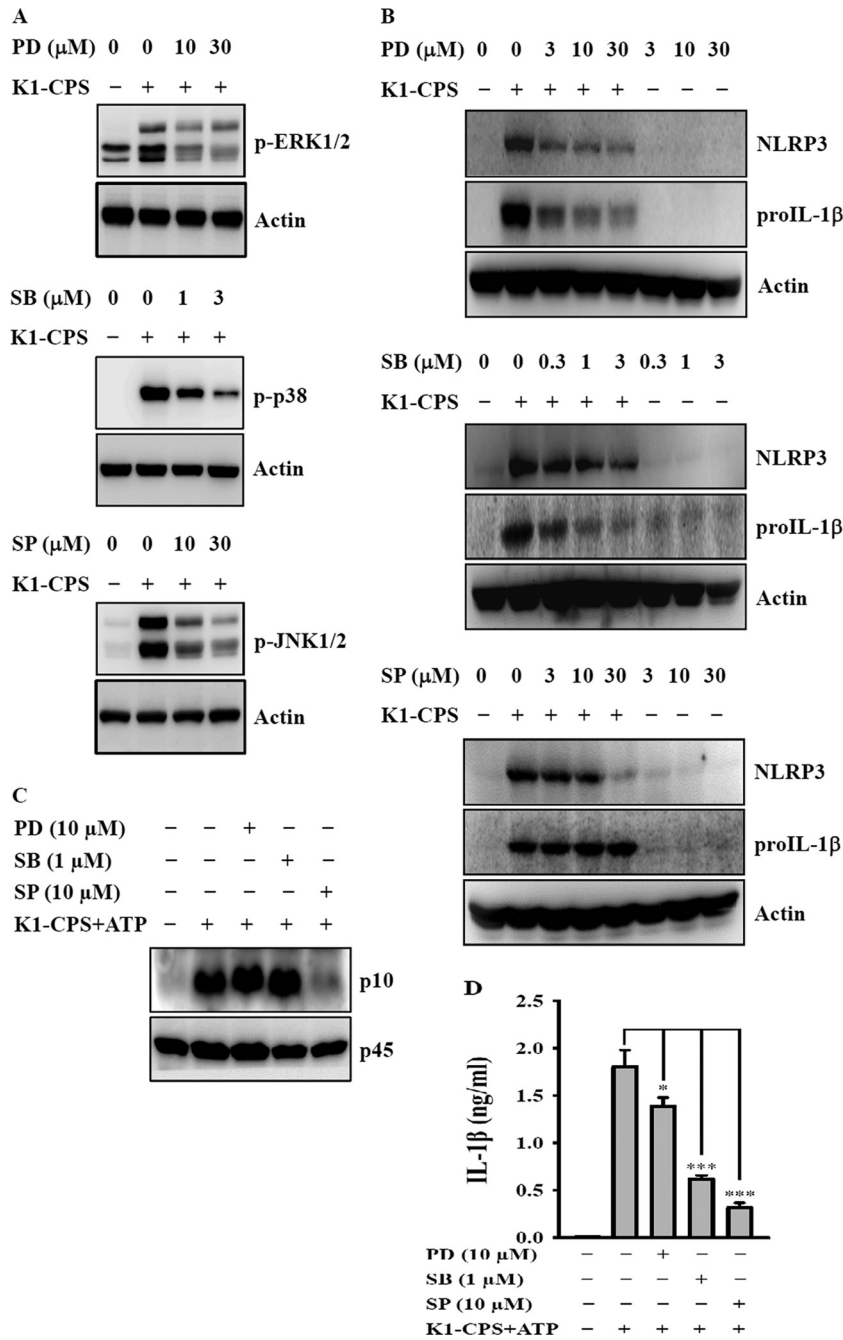 A
PD (μM) 0 0 10 30
K1-CPS − + + +
p-ERK1/2
Actin
SB (μM) 0 0 1 3
K1-CPS − + + +
p-p38
Actin
SP (μM) 0 0 10 30
K1-CPS − + + +
p-JNK1/2
Actin
B
PD (μM) 0 0 3 10 30 3 10 30
K1-CPS − + + + + − − −
NLRP3
proIL-1β
Actin
SB (μM) 0 0 0.3 1 3 0.3 1 3
K1-CPS − + + + + − − −
NLRP3
proIL-1β
Actin
SP (μM) 0 0 3 10 30 3 10 30
K1-CPS − + + + + − − −
NLRP3
proIL-1β
Actin
C
PD (10 μM) − − + − −
SB (1 μM) − − − + −
SP (10 μM) − − − − +
K1-CPS+ATP − + + + +
p10
p45
D
IL-1β (ng/ml)
2.5
2.0
1.5
1.0
0.5
0.0
*
***
***
PD (10 μM) − − + − −
SB (1 μM) − − − + −
SP (10 μM) − − − − +
K1-CPS+ATP − + + + +